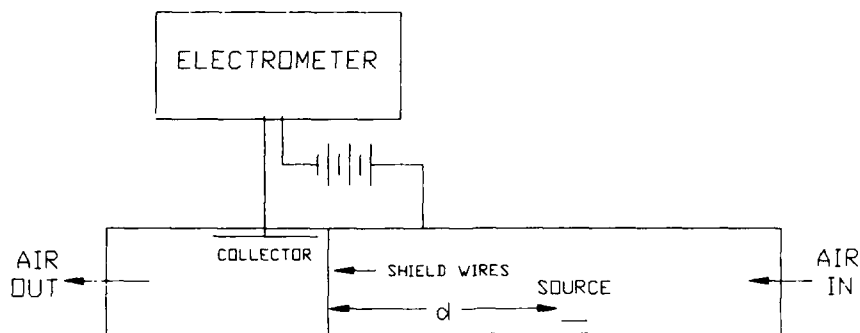 ELECTROMETER
COLLECTOR
AIR
OUT
SHIELD WIRES
SOURCE
d
AIR
IN